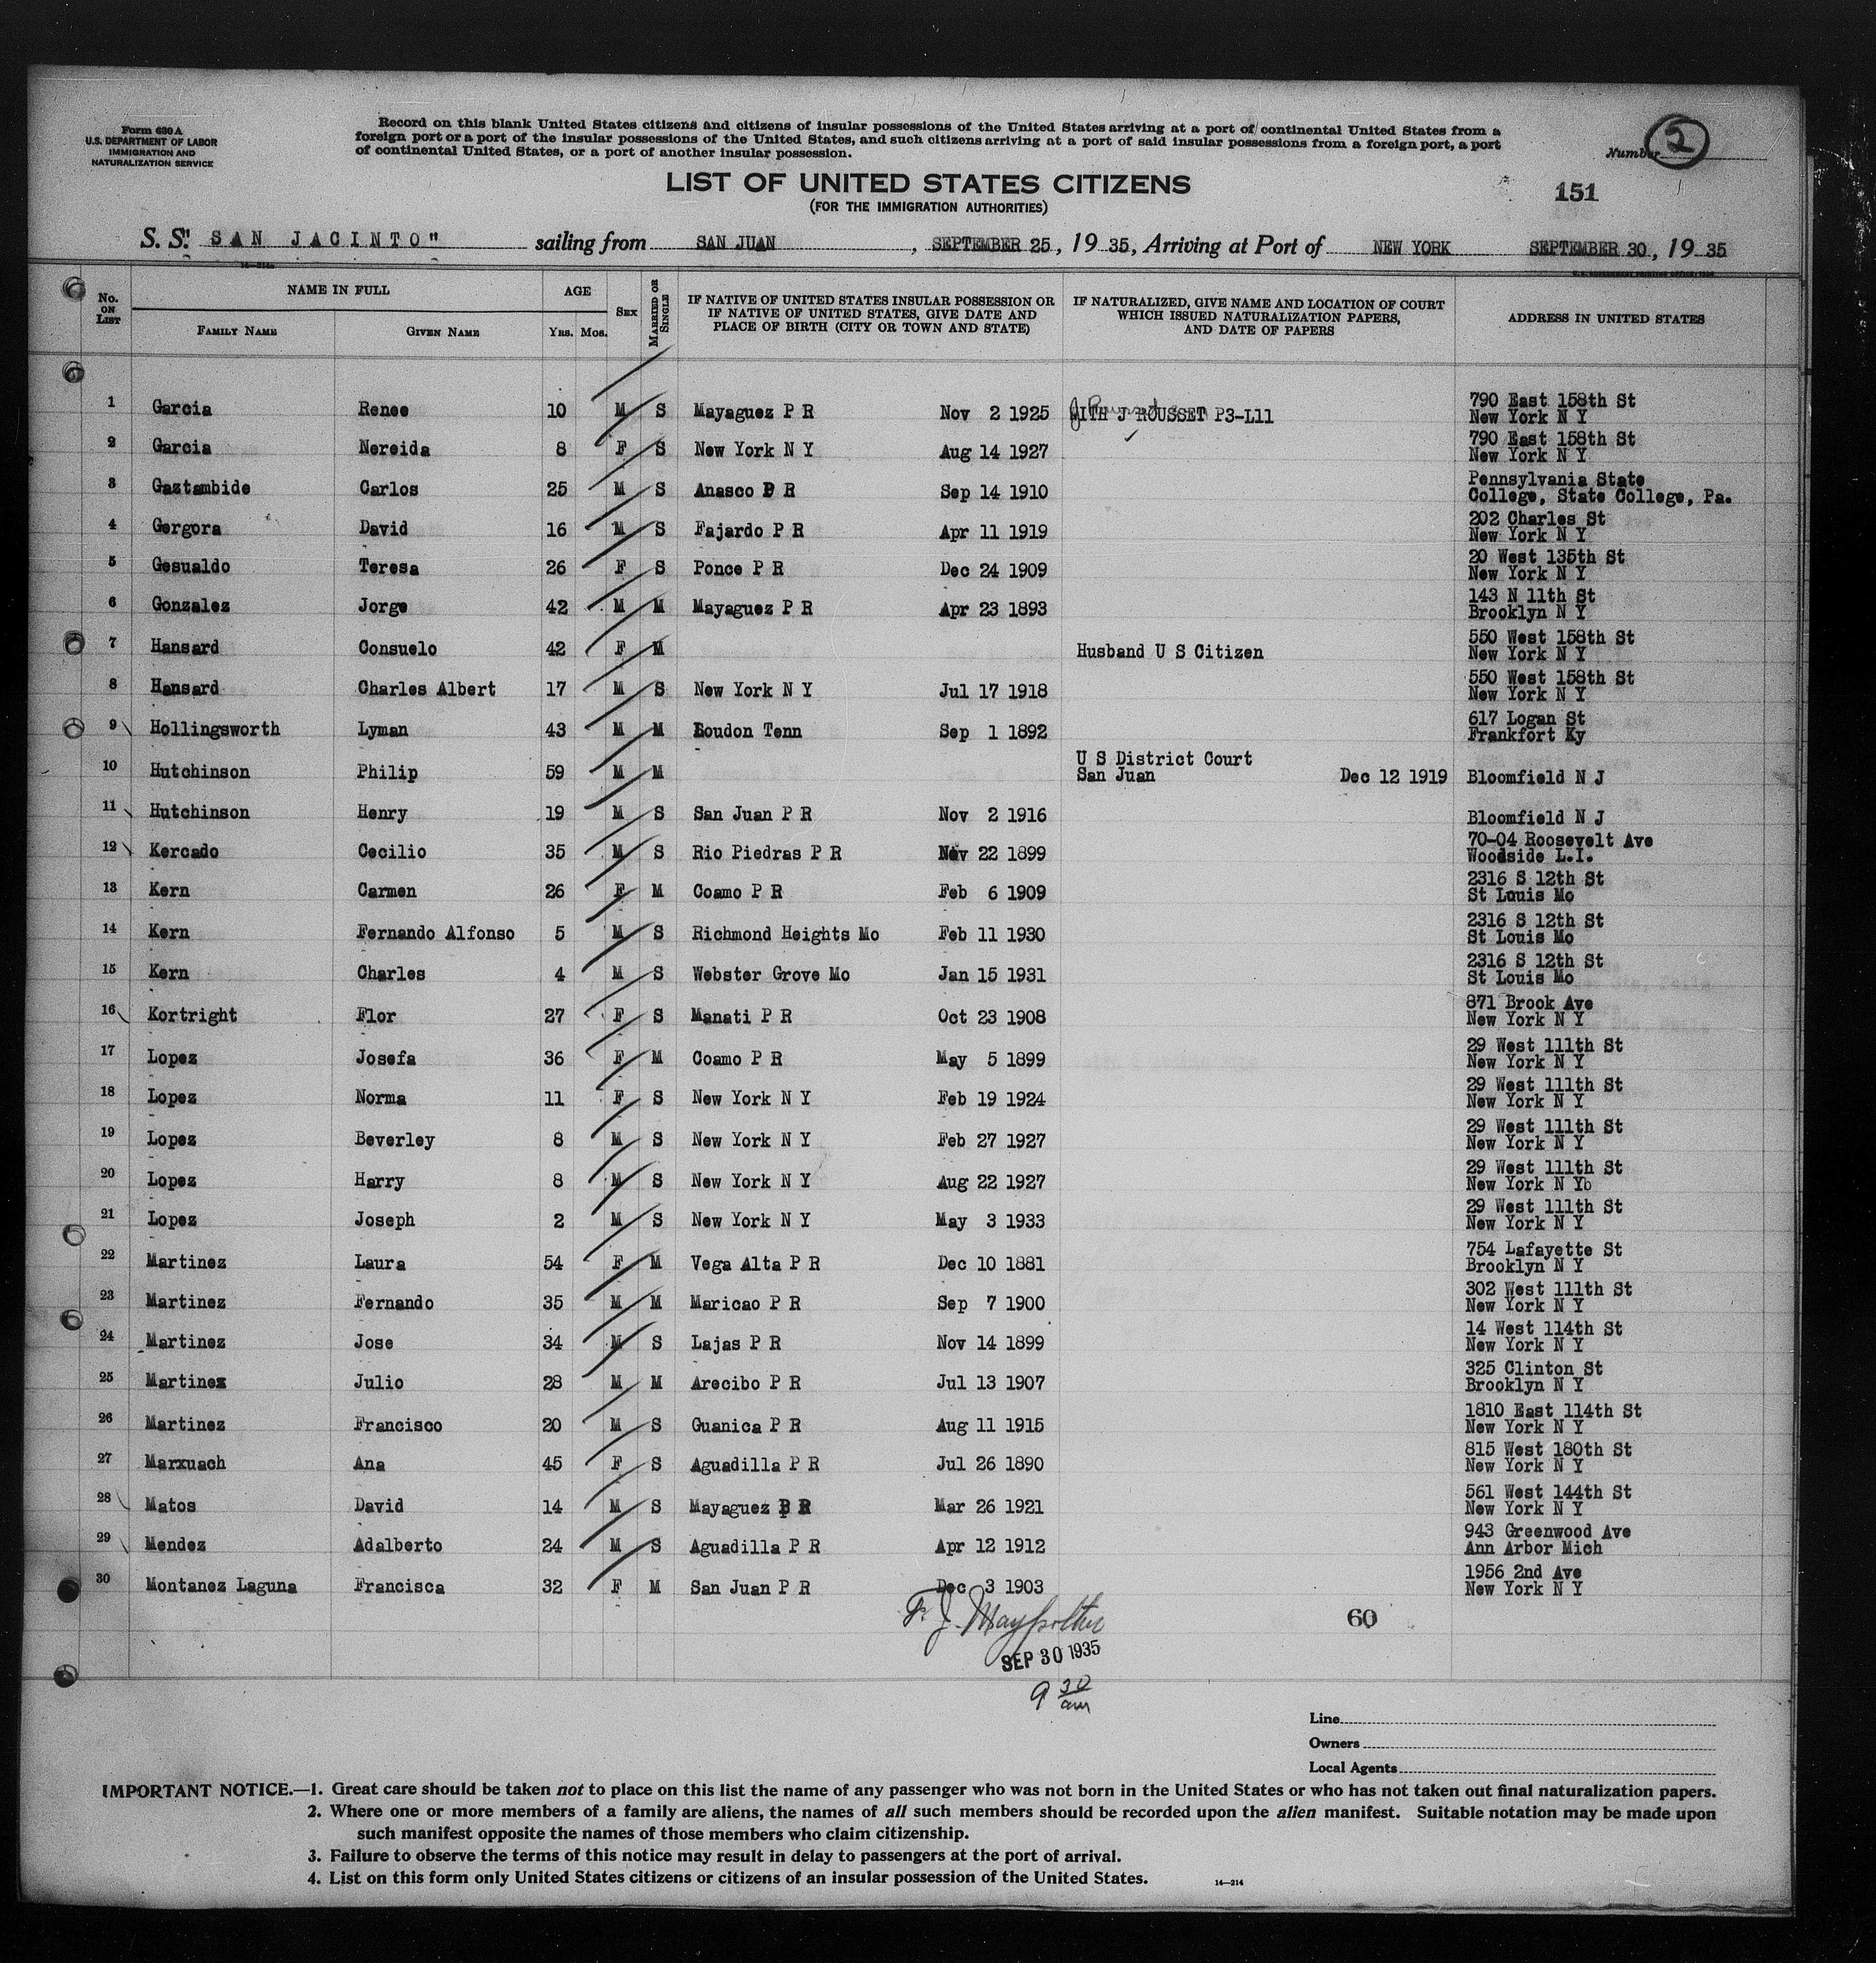 Form 630 A
U.S. DEPARTMENT OF LABOR
IMMIGRATION AND
NATURALIZATION SERVICE
Record on this blank United States citizens and citizens of insular possessions of the United States arriving at a port of continental United States from a
foreign port or a port of the insular possessions of the United States, and such citizens arriving at a port of said insular possessions from a foreign port, a port
of continental United States, or a port of another insular possession.
Number 2
LIST OF UNITED STATES CITIZENS
(FOR THE IMMIGRATION AUTHORITIES)
151
S. S. "SAN JACINTO" sailing from SAN JUAN, SEPTEMBER 25, 1935, Arriving at Port of NEW YORK SEPTEMBER 30, 1935
No. ON LIST
NAME IN FULL
FAMILY NAME GIVEN NAME
AGE
YRS. MOS.
SEX
MARRIED OR SINGLE
IF NATIVE OF UNITED STATES INSULAR POSSESSION OR
IF NATIVE OF UNITED STATES, GIVE DATE AND
PLACE OF BIRTH (CITY OR TOWN AND STATE)
IF NATURALIZED, GIVE NAME AND LOCATION OF COURT
WHICH ISSUED NATURALIZATION PAPERS,
AND DATE OF PAPERS
ADDRESS IN UNITED STATES
1 Garcia Renee 10 M S Mayaguez P R Nov 2 1925 WITH J ROUSSET P3-L11 790 East 158th St
New York N Y
2 Garcia Nereida 8 F S New York N Y Aug 14 1927 790 East 158th St
New York N Y
3 Gaztambide Carlos 25 M S Anasco P R Sep 14 1910 Pennsylvania State
College, State College, Pa.
4 Gergora David 16 M S Fajardo P R Apr 11 1919 202 Charles St
New York N Y
5 Gesualdo Teresa 26 F S Ponce P R Dec 24 1909 20 West 135th St
New York N Y
6 Gonzalez Jorge 42 M M Mayaguez P R Apr 23 1893 143 N 11th St
Brooklyn N Y
7 Hansard Consuelo 42 F M Husband U S Citizen 550 West 158th St
New York N Y
8 Hansard Charles Albert 17 M S New York N Y Jul 17 1918 550 West 158th St
New York N Y
9 Hollingsworth Lyman 43 M M Loudon Tenn Sep 1 1892 617 Logan St
Frankfort Ky
10 Hutchinson Philip 59 M M U S District Court
San Juan Dec 12 1919 Bloomfield N J
11 Hutchinson Henry 19 M S San Juan P R Nov 2 1916 Bloomfield N J
12 Kercado Cecilio 35 M S Rio Piedras P R Nov 22 1899 70-04 Roosevelt Ave
Woodside L.I.
13 Kern Carmen 26 F M Coamo P R Feb 6 1909 2316 S 12th St
St Louis Mo
14 Kern Fernando Alfonso 5 M S Richmond Heights Mo Feb 11 1930 2316 S 12th St
St Louis Mo
15 Kern Charles 4 M S Webster Grove Mo Jan 15 1931 2316 S 12th St
St Louis Mo
16 Kortright Flor 27 F S Manati P R Oct 23 1908 871 Brook Ave
New York N Y
17 Lopez Josefa 36 F M Coamo P R May 5 1899 29 West 111th St
New York N Y
18 Lopez Norma 11 F S New York N Y Feb 19 1924 29 West 111th St
New York N Y
19 Lopez Beverley 8 M S New York N Y Feb 27 1927 29 West 111th St
New York N Y
20 Lopez Harry 8 M S New York N Y Aug 22 1927 29 West 111th St
New York N Yb
21 Lopez Joseph 2 M S New York N Y May 3 1933 29 West 111th St
New York N Y
22 Martinez Laura 54 F M Vega Alta P R Dec 10 1881 754 Lafayette St
Brooklyn N Y
23 Martinez Fernando 35 M M Maricao P R Sep 7 1900 302 West 111th St
New York N Y
24 Martinez Jose 34 M S Lajas P R Nov 14 1899 14 West 114th St
New York N Y
25 Martinez Julio 28 M M Arecibo P R Jul 13 1907 325 Clinton St
Brooklyn N Y
26 Martinez Francisco 20 M S Guanica P R Aug 11 1915 1810 East 114th St
New York N Y
27 Marxuach Ana 45 F S Aguadilla P R Jul 26 1890 815 West 180th St
New York N Y
28 Matos David 14 M S Mayaguez P R Mar 26 1921 561 West 144th St
New York N Y
29 Mendez Adalberto 24 M S Aguadilla P R Apr 12 1912 943 Greenwood Ave
Ann Arbor Mich
30 Montanez Laguna Francisca 32 F M San Juan P R Dec 3 1903 1956 2nd Ave
New York N Y
60
SEP 30 1935
9 30 am
Line
Owners
Local Agents
IMPORTANT NOTICE.—1. Great care should be taken not to place on this list the name of any passenger who was not born in the United States or who has not taken out final naturalization papers.
2. Where one or more members of a family are aliens, the names of all such members should be recorded upon the alien manifest. Suitable notation may be made upon
such manifest opposite the names of those members who claim citizenship.
3. Failure to observe the terms of this notice may result in delay to passengers at the port of arrival.
4. List on this form only United States citizens or citizens of an insular possession of the United States.
14—214